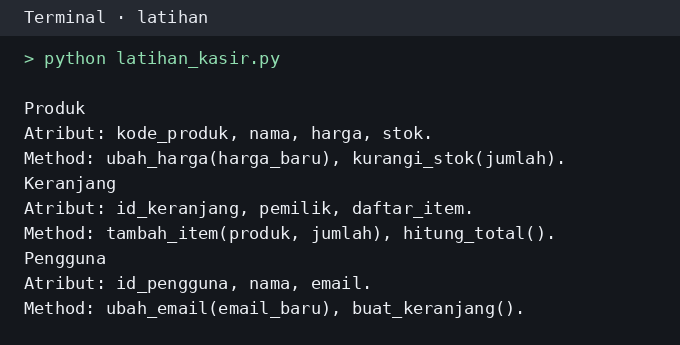 Terminal · latihan
> python latihan_kasir.py
Produk
Atribut: kode_produk, nama, harga, stok.
Method: ubah_harga(harga_baru), kurangi_stok(jumlah).
Keranjang
Atribut: id_keranjang, pemilik, daftar_item.
Method: tambah_item(produk, jumlah), hitung_total().
Pengguna
Atribut: id_pengguna, nama, email.
Method: ubah_email(email_baru), buat_keranjang().